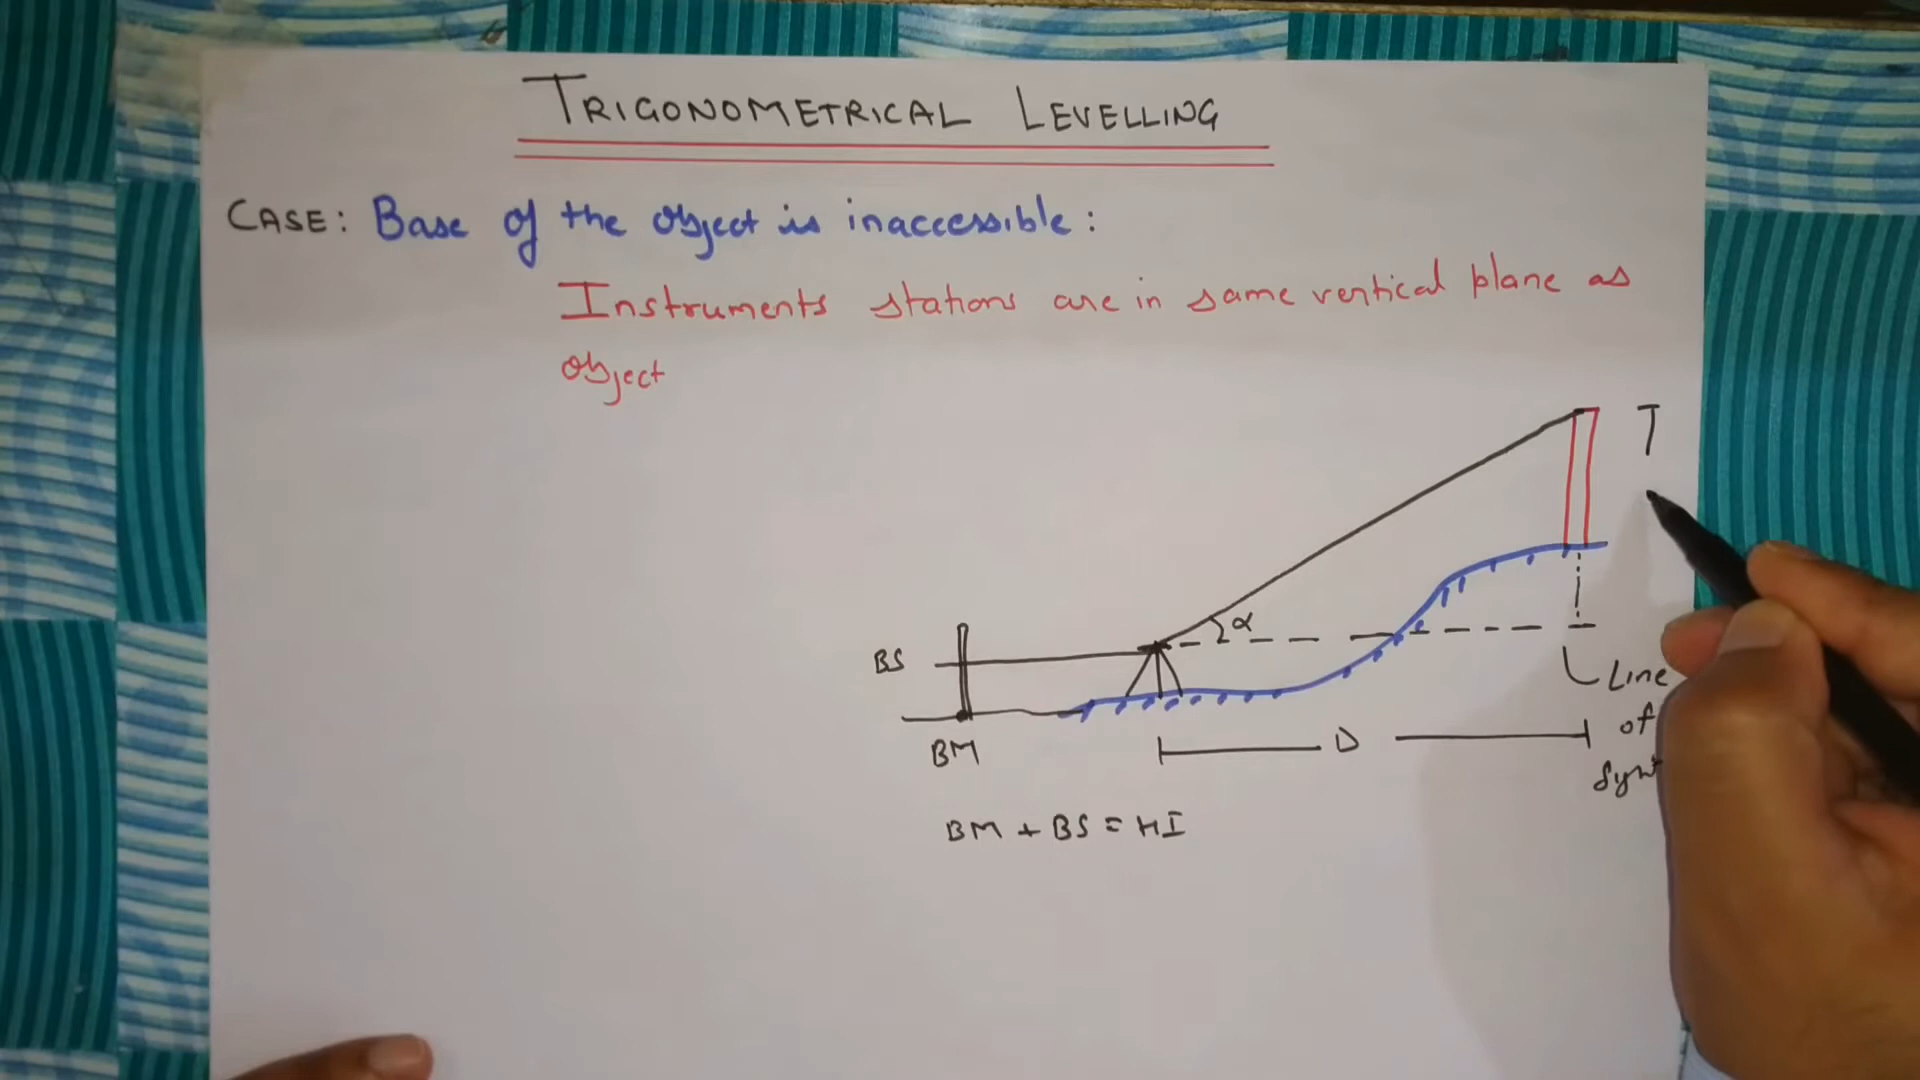 TRIGONOMETRICAL LEVELLING
CASE: Base of the object is inaccessible:
Instruments stations are in same vertical plane as
object
T
α
BS
Line
of
BM
D
BM + BS = HI